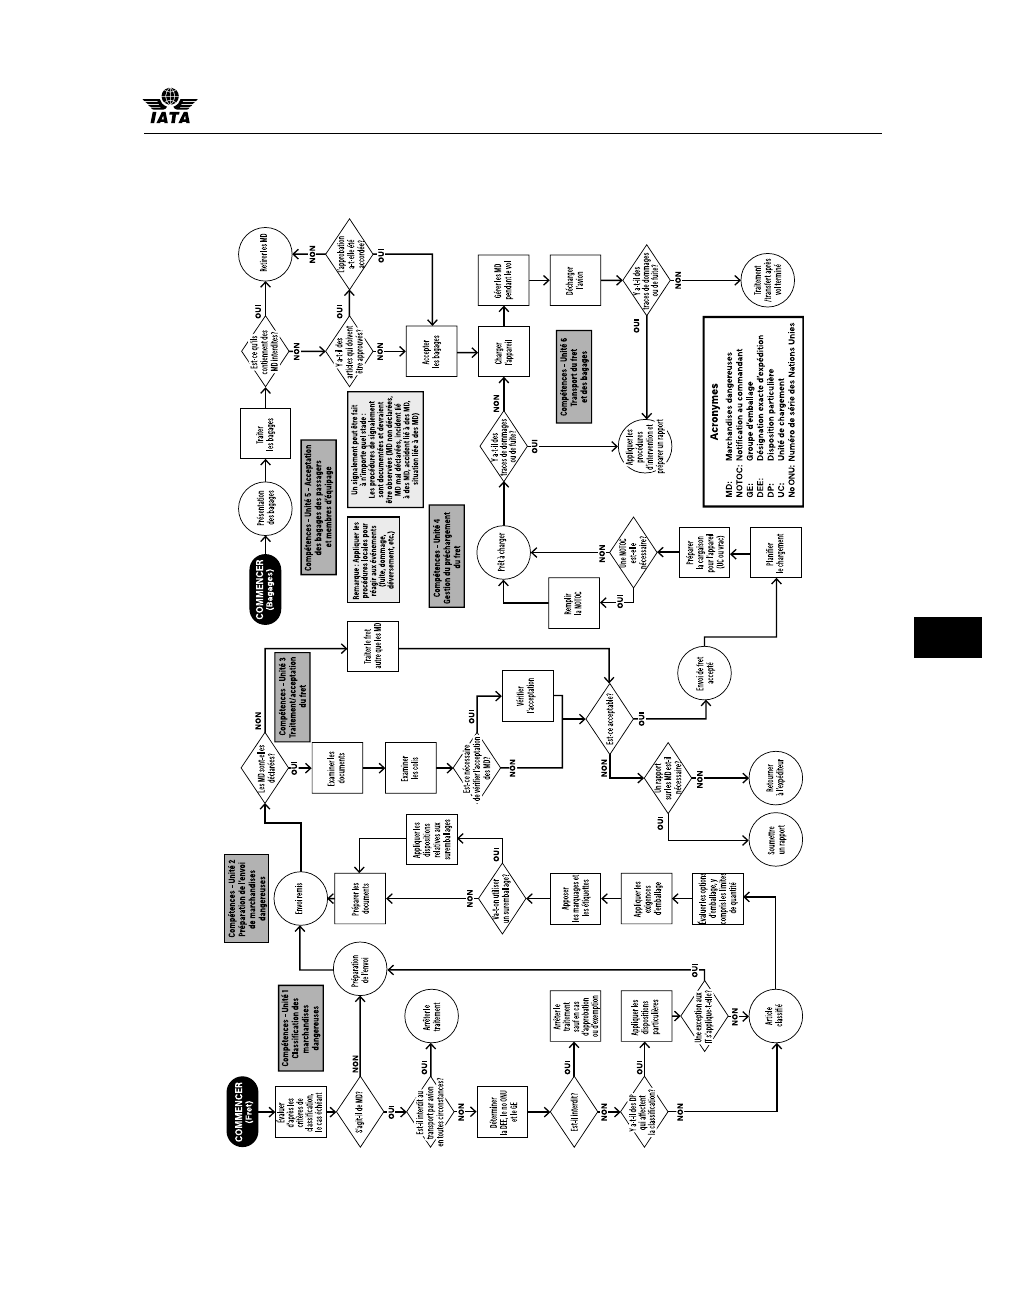 IATA
COMMENCER
(Fret)
Évaluer
d'après les
critères de
classification,
le cas échéant
S'agit-il de MD?
NON
OUI
Est-il interdit au
transport par avion
en toutes circonstances?
OUI
NON
Arrêter le
traitement
Déterminer
la DEE, le no ONU
et le GE
Est-il interdit?
OUI
NON
Arrêter le
traitement
sauf en cas
d'approbation
ou d'exemption
Y a-t-il des DP
qui affectent
la classification?
OUI
NON
Appliquer les
dispositions
particulières
Une exception aux
IT s'applique-t-elle?
OUI
NON
Article
classifié
Compétences – Unité 1
Classification des
marchandises
dangereuses
Préparation
de l'envoi
Compétences – Unité 2
Préparation de l'envoi
de marchandises
dangereuses
Envoi remis
Préparer les
documents
Appliquer les
dispositions
relatives aux
suremballages
Va-t-on utiliser
un suremballage?
NON
OUI
Apposer
les marquages et
les étiquettes
Appliquer les
exigences
d'emballage
Évaluer les options
d'emballage, y
compris les limites
de quantité
Les MD sont-elles
déclarées?
NON
OUI
Compétences – Unité 3
Traitement/acceptation
du fret
Examiner les
documents
Examiner
les colis
Est-ce nécessaire
de vérifier l'acceptation
des MD?
OUI
NON
Vérifier
l'acceptation
Traiter le fret
autre que les MD
Est-ce acceptable?
NON
OUI
Un rapport
sur les MD est-il
nécessaire?
OUI
NON
Soumettre
un rapport
Retourner
à l'expéditeur
Envoi de fret
accepté
Planifier
le chargement
Préparer
la cargaison
pour l'appareil
(UC ou vrac)
une NOTOC
est-elle
nécessaire?
OUI
NON
Remplir
la NOTOC
Prêt à charger
Compétences – Unité 4
Gestion du préchargement
du fret
Remarque : Appliquer les
procédures locales pour
réagir aux événements
(fuite, dommage,
déversement, etc.)
Un signalement peut être fait
à n'importe quel stade :
Les procédures de signalement
sont documentées et devraient
être observées (MD non déclarées,
MD mal déclarées, incident lié
à des MD, accident lié à des MD,
situation liée à des MD)
COMMENCER
(Bagages)
Présentation
des bagages
Compétences – Unité 5 – Acceptation
des bagages des passagers
et membres d'équipage
Traiter
les bagages
Est-ce qu'ils
contiennent des
MD interdites?
OUI
NON
Retirer les MD
Y a-t-il des
articles qui doivent
être approuvés?
OUI
NON
l'approbation
a-t-elle été
accordée?
NON
OUI
Accepter
les bagages
Y a-t-il des
traces de dommages
ou de fuite?
NON
OUI
Charger
l'appareil
Gérer les MD
pendant le vol
Compétences – Unité 6
Transport du fret
et des bagages
Décharger
l'avion
Y a-t-il des
traces de dommages
ou de fuite?
OUI
NON
Appliquer les
procédures
d'intervention et
préparer un rapport
Traitement
/transfert après
vol terminé
Acronymes
MD: Marchandises dangereuses
NOTOC: Notification au commandant
GE: Groupe d'emballage
DEE: Désignation exacte d'expédition
DP: Disposition particulière
UC: Unité de chargement
No ONU: Numéro de série des Nations Unies